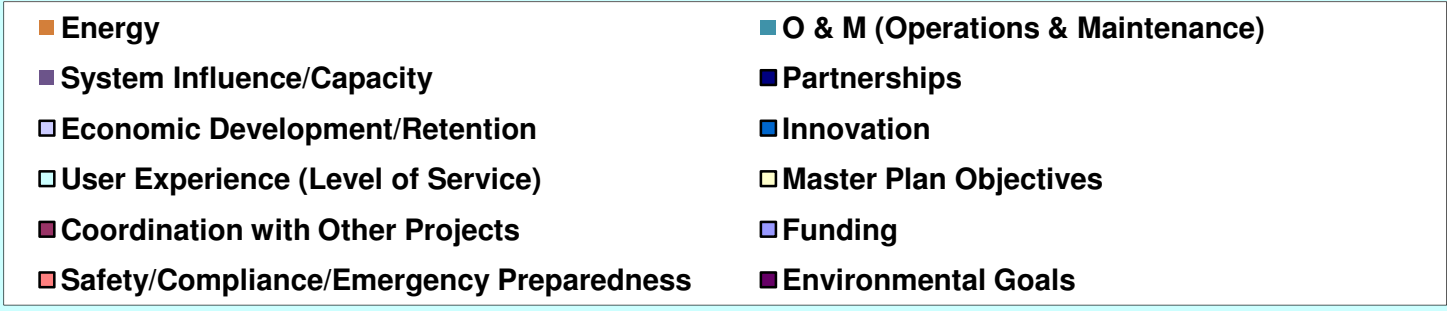 Energy
O & M (Operations & Maintenance)
System Influence/Capacity
Partnerships
Economic Development/Retention
Innovation
User Experience (Level of Service)
Master Plan Objectives
Coordination with Other Projects
Funding
Safety/Compliance/Emergency Preparedness
Environmental Goals